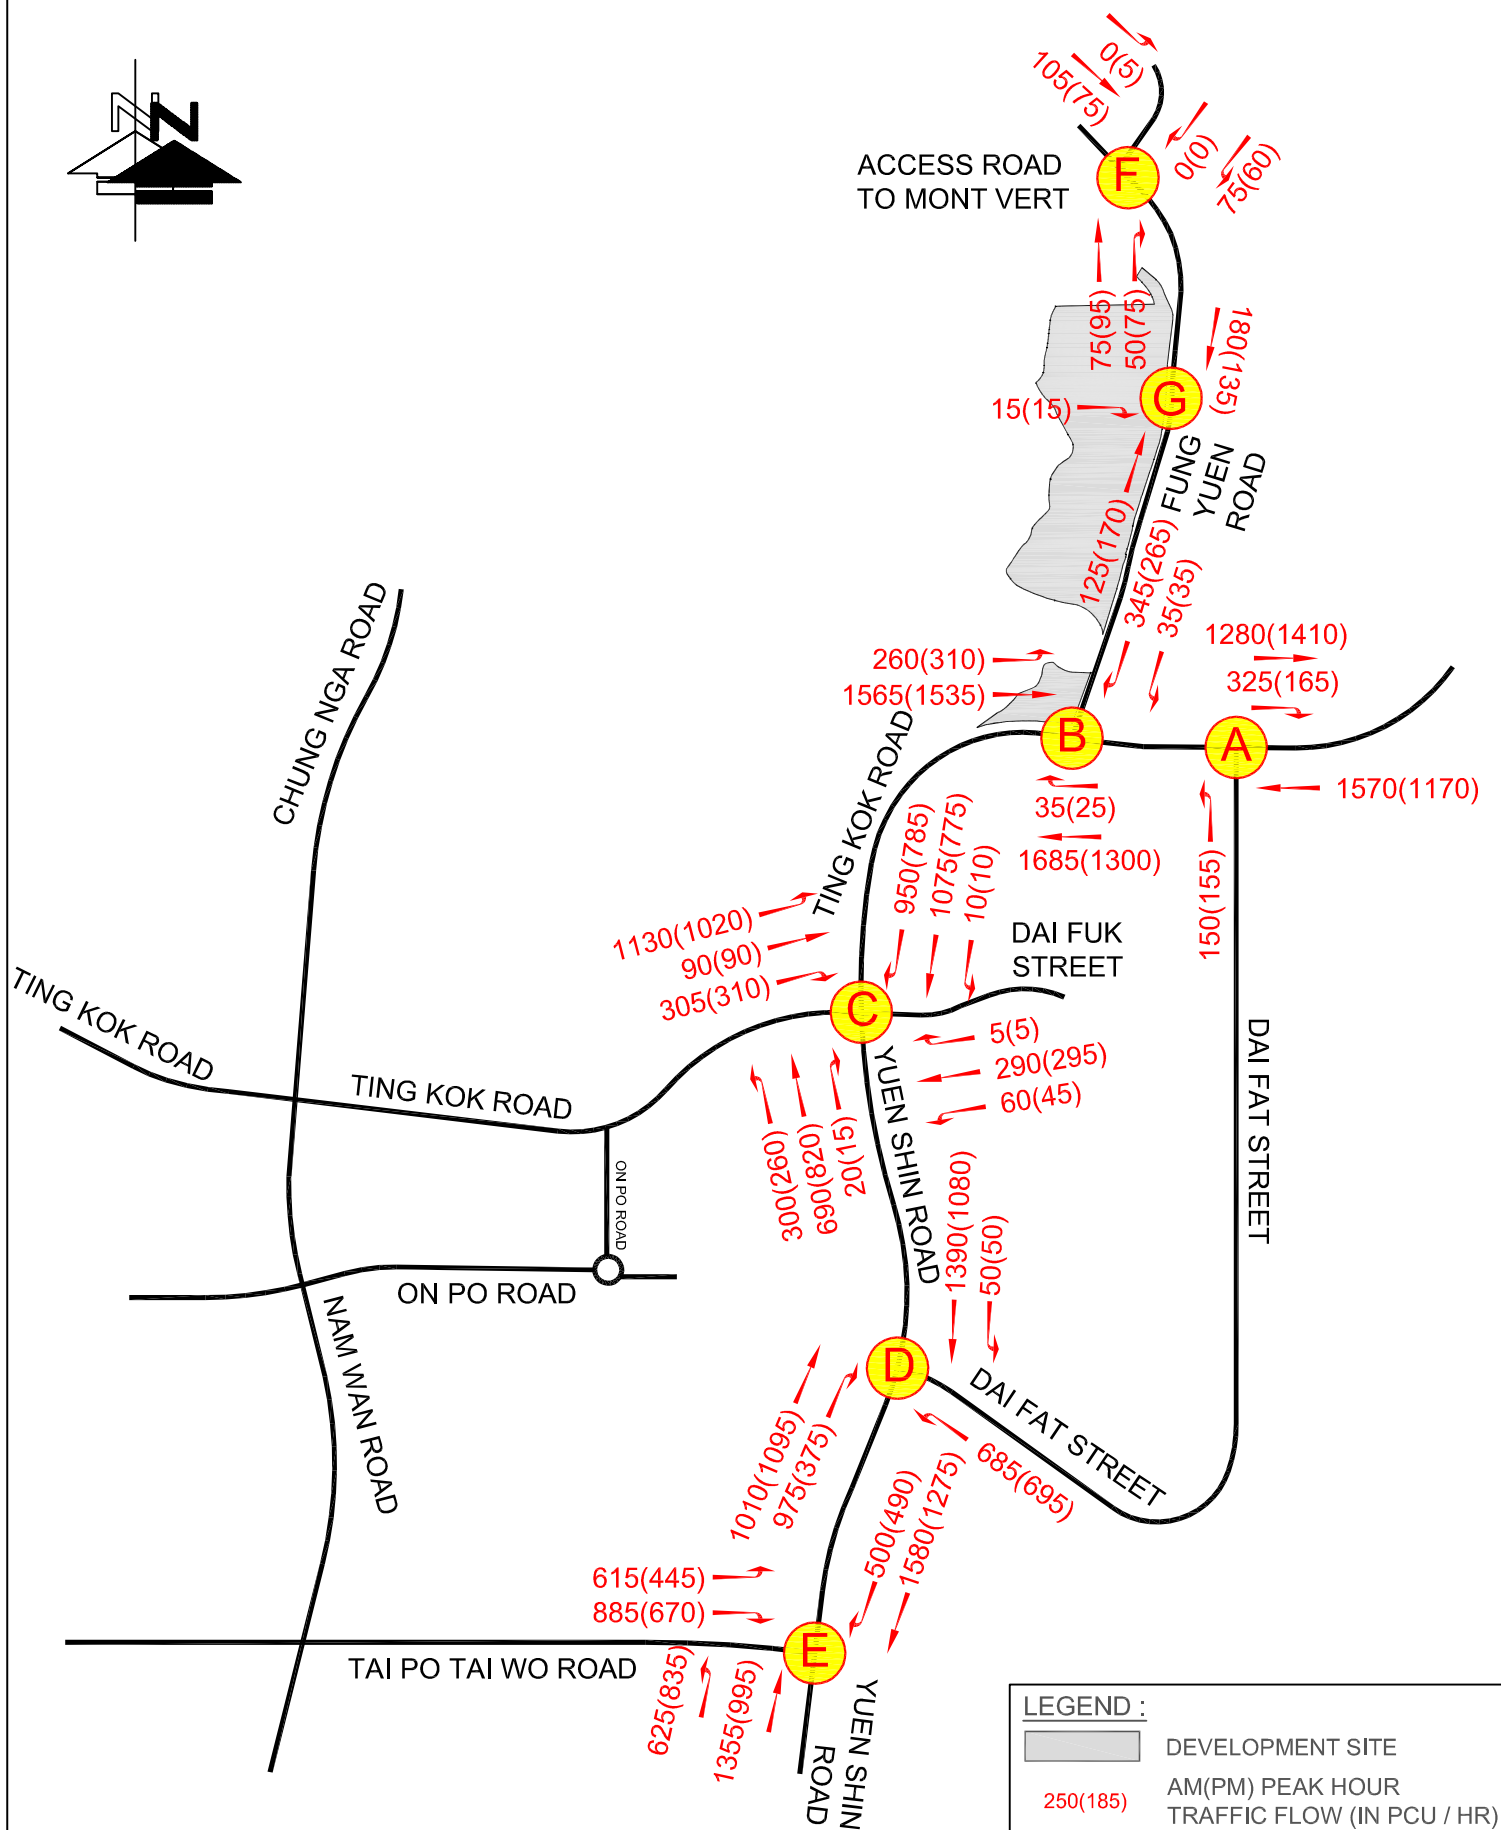 N
N
0(5)
105(75)
ACCESS ROAD
TO MONT VERT
F
0(0)
75(60)
75(95)
50(75)
180(135)
G
15(15)
FUNG
YUEN
ROAD
125(170)
345(265)
35(35)
260(310)
1565(1535)
1280(1410)
325(165)
B
A
1570(1170)
35(25)
1685(1300)
150(155)
CHUNG NGA ROAD
TING KOK ROAD
950(785)
1075(775)
10(10)
1130(1020)
90(90)
305(310)
DAI FUK
STREET
C
5(5)
290(295)
60(45)
TING KOK ROAD
TING KOK ROAD
300(260)
690(820)
20(15)
YUEN SHIN ROAD
DAI FAT STREET
ON PO ROAD
ON PO ROAD
1390(1080)
50(50)
NAM WAN ROAD
D
DAI FAT STREET
1010(1095)
975(375)
685(695)
500(490)
1580(1275)
615(445)
885(670)
E
TAI PO TAI WO ROAD
625(835)
1355(995)
YUEN SHIN
ROAD
LEGEND :
DEVELOPMENT SITE
250(185)
AM(PM) PEAK HOUR
TRAFFIC FLOW (IN PCU / HR)